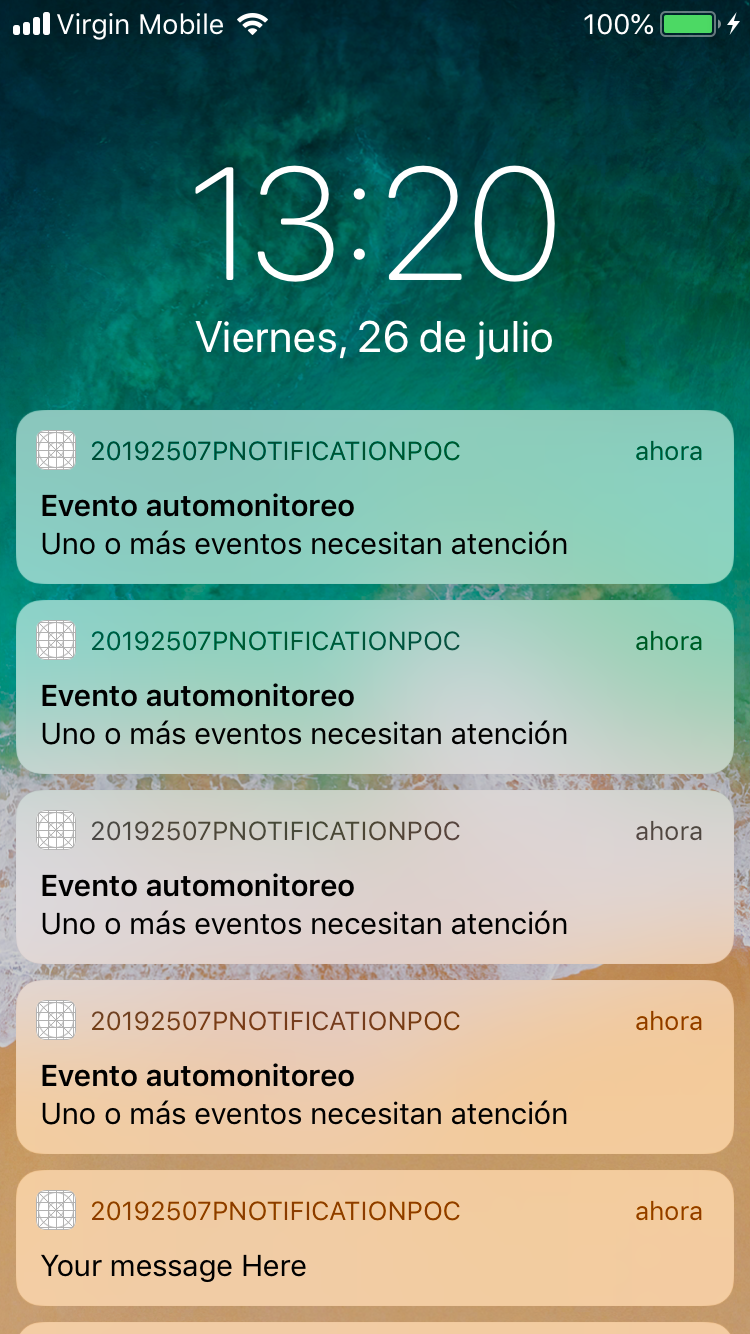 Virgin Mobile 100%
13:20
Viernes, 26 de julio
20192507PNOTIFICATIONPOC ahora
Evento automonitoreo
Uno o más eventos necesitan atención
20192507PNOTIFICATIONPOC ahora
Evento automonitoreo
Uno o más eventos necesitan atención
20192507PNOTIFICATIONPOC ahora
Evento automonitoreo
Uno o más eventos necesitan atención
20192507PNOTIFICATIONPOC ahora
Evento automonitoreo
Uno o más eventos necesitan atención
20192507PNOTIFICATIONPOC ahora
Your message Here